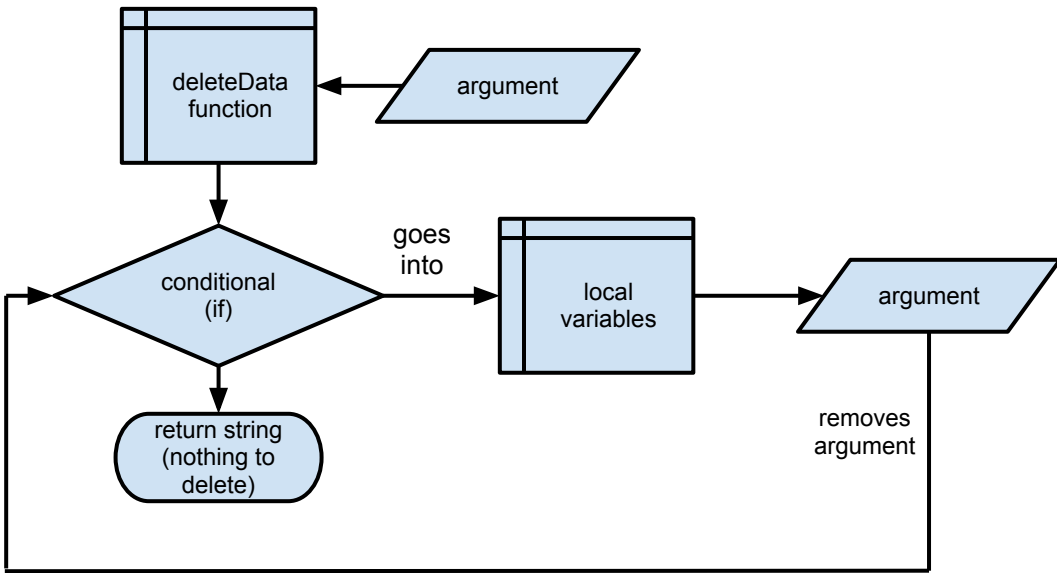 deleteData
function
argument
conditional
(if)
goes
into
local
variables
argument
return string
(nothing to
delete)
removes
argument